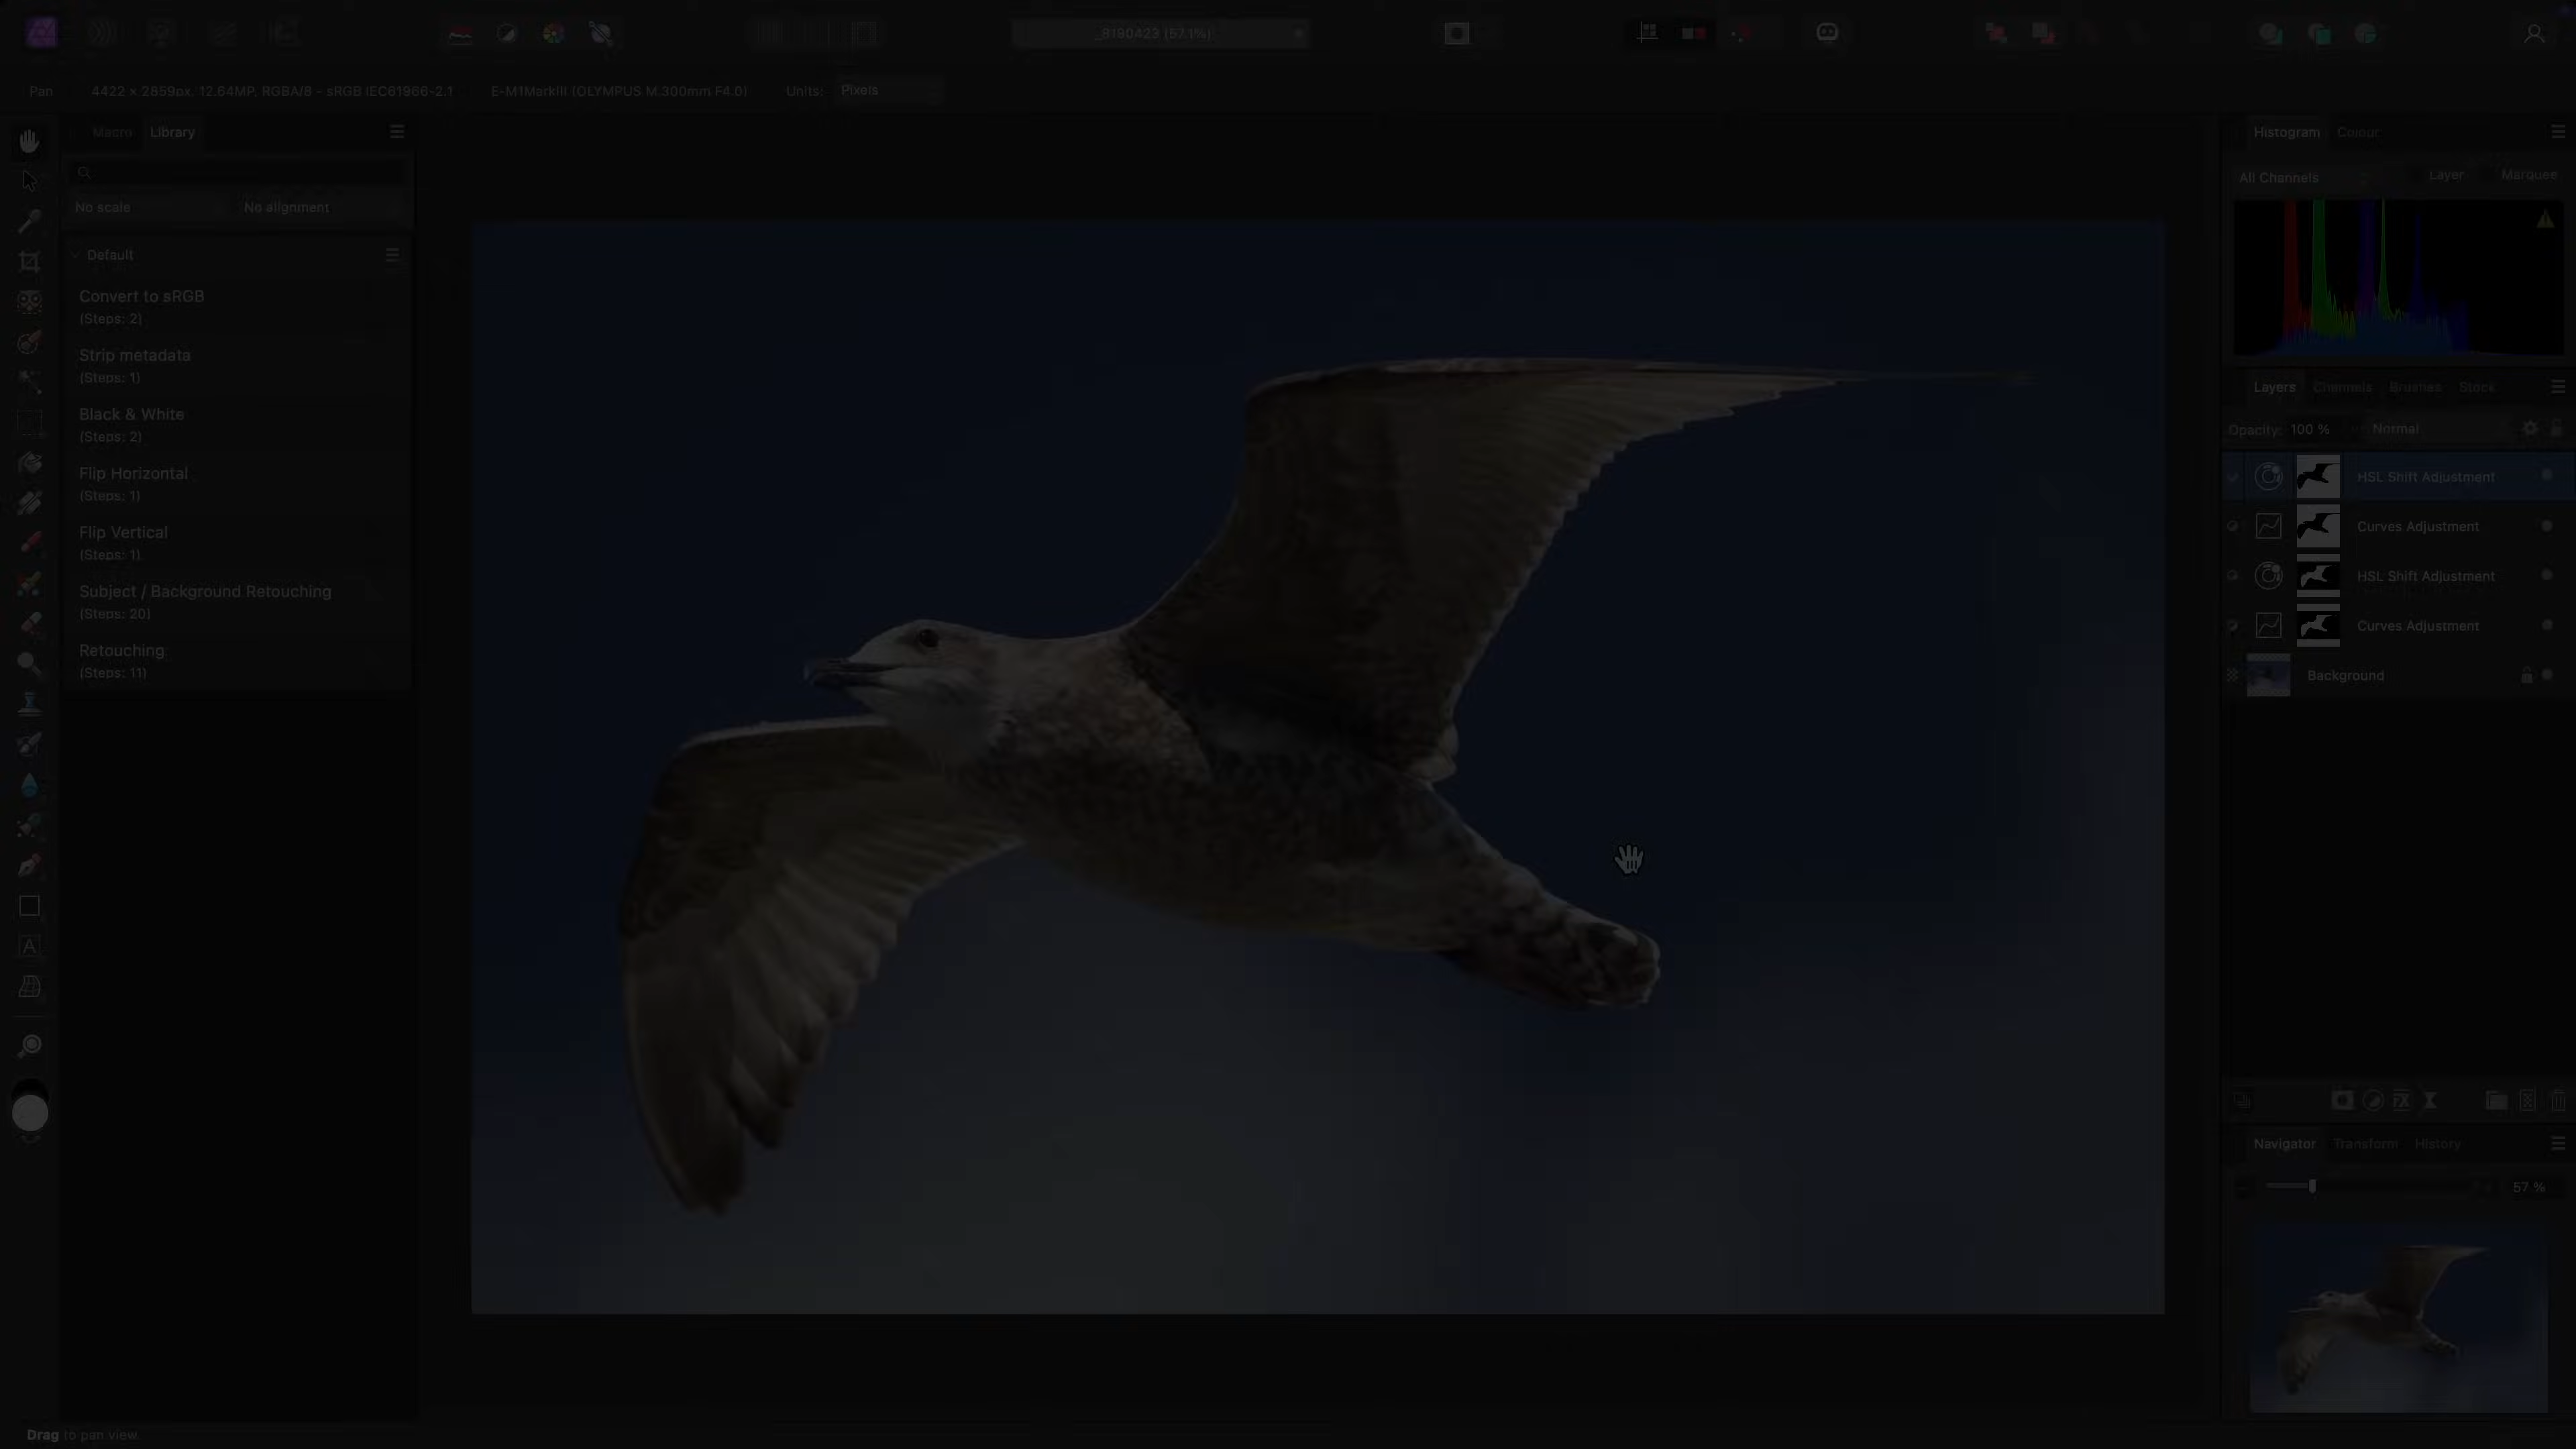 _8190423 (57.1%)
Pan
4422 × 2859px, 12.64MP, RGBA/8 - sRGB IEC61966-2.1
E-M1MarkIII (OLYMPUS M.300mm F4.0)
Units:
Pixels
Macro
Library
No scale
No alignment
Default
Convert to sRGB
(Steps: 2)
Strip metadata
(Steps: 1)
Black & White
(Steps: 2)
Flip Horizontal
(Steps: 1)
Flip Vertical
(Steps: 1)
Subject / Background Retouching
(Steps: 20)
Retouching
(Steps: 11)
Histogram
Colour
All Channels
Layer
Marquee
Layers
Channels
Brushes
Stock
Opacity: 100 %
Normal
HSL Shift Adjustment
Curves Adjustment
HSL Shift Adjustment
Curves Adjustment
Background
FX
Navigator
Transform
History
57 %
A
Drag to pan view.